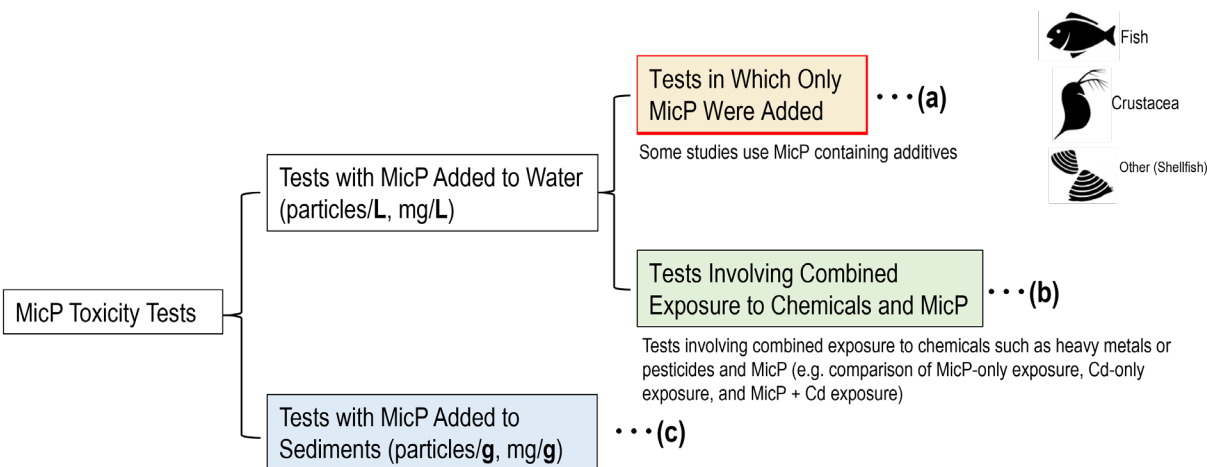 Fish
Tests in Which Only
MicP Were Added
···(a)
Crustacea
Some studies use MicP containing additives
Other (Shellfish)
Tests with MicP Added to Water
(particles/L, mg/L)
Tests Involving Combined
Exposure to Chemicals and MicP
···(b)
MicP Toxicity Tests
Tests involving combined exposure to chemicals such as heavy metals or
pesticides and MicP (e.g. comparison of MicP-only exposure, Cd-only
exposure, and MicP + Cd exposure)
Tests with MicP Added to
Sediments (particles/g, mg/g)
···(c)